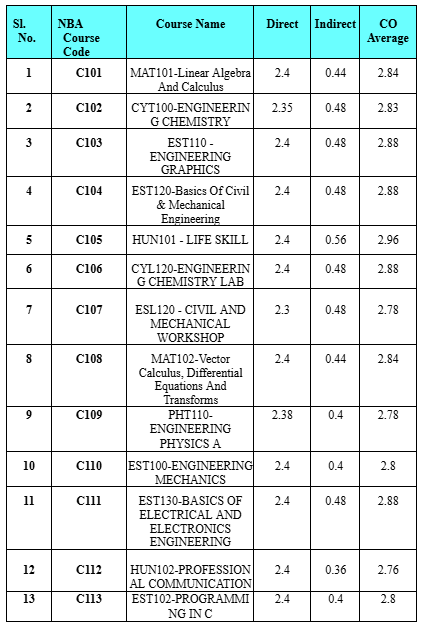 Sl. No. NBA Course Code Course Name Direct Indirect CO Average
1 C101 MAT101-Linear Algebra And Calculus 2.4 0.44 2.84
2 C102 CYT100-ENGINEERIN G CHEMISTRY 2.35 0.48 2.83
3 C103 EST110 - ENGINEERING GRAPHICS 2.4 0.48 2.88
4 C104 EST120-Basics Of Civil & Mechanical Engineering 2.4 0.48 2.88
5 C105 HUN101 - LIFE SKILL 2.4 0.56 2.96
6 C106 CYL120-ENGINEERIN G CHEMISTRY LAB 2.4 0.48 2.88
7 C107 ESL120 - CIVIL AND MECHANICAL WORKSHOP 2.3 0.48 2.78
8 C108 MAT102-Vector Calculus, Differential Equations And Transforms 2.4 0.44 2.84
9 C109 PHT110- ENGINEERING PHYSICS A 2.38 0.4 2.78
10 C110 EST100-ENGINEERING MECHANICS 2.4 0.4 2.8
11 C111 EST130-BASICS OF ELECTRICAL AND ELECTRONICS ENGINEERING 2.4 0.48 2.88
12 C112 HUN102-PROFESSION AL COMMUNICATION 2.4 0.36 2.76
13 C113 EST102-PROGRAMMI NG IN C 2.4 0.4 2.8